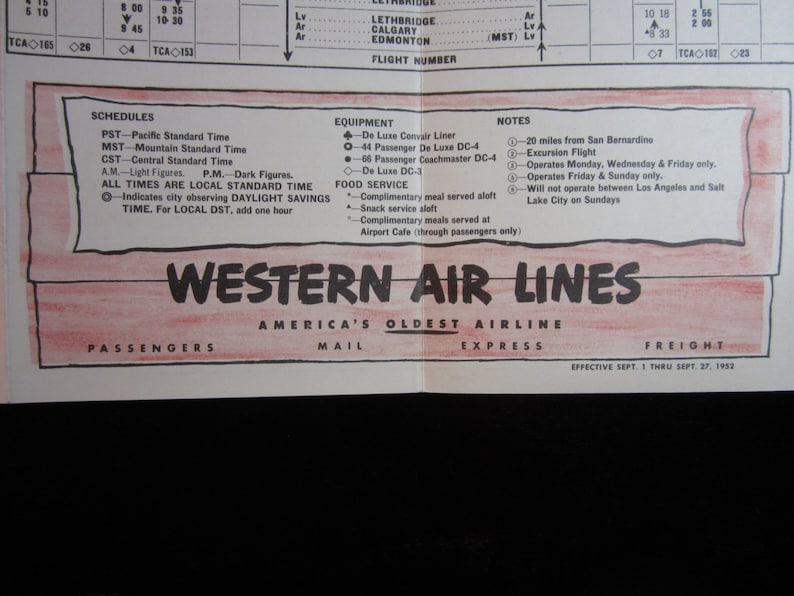 4 15
5 10
8 00
9 45
9 35
10 30
LETHBRIDGE
Lv LETHBRIDGE Ar
Ar CALGARY Lv
Ar EDMONTON (MST) Lv
10 18
▲8 33
2 55
2 00
TCA◇165 ◇26 ◇4 TCA◇153 FLIGHT NUMBER ◇7 TCA◇162 ◇23
SCHEDULES
PST—Pacific Standard Time
MST—Mountain Standard Time
CST—Central Standard Time
A.M.—Light Figures. P.M.—Dark Figures.
ALL TIMES ARE LOCAL STANDARD TIME
◎—Indicates city observing DAYLIGHT SAVINGS
TIME. For LOCAL DST, add one hour
EQUIPMENT
♣—De Luxe Convair Liner
✪—44 Passenger De Luxe DC-4
●—66 Passenger Coachmaster DC-4
◇—De Luxe DC-3
FOOD SERVICE
*—Complimentary meal served aloft
▲—Snack service aloft
°—Complimentary meals served at
Airport Cafe (through passengers only)
NOTES
①—20 miles from San Bernardino
②—Excursion Flight
③—Operates Monday, Wednesday & Friday only.
⑤—Operates Friday & Sunday only.
⑥—Will not operate between Los Angeles and Salt
Lake City on Sundays
WESTERN AIR LINES
AMERICA'S OLDEST AIRLINE
PASSENGERS MAIL EXPRESS FREIGHT
EFFECTIVE SEPT. 1 THRU SEPT. 27, 1952